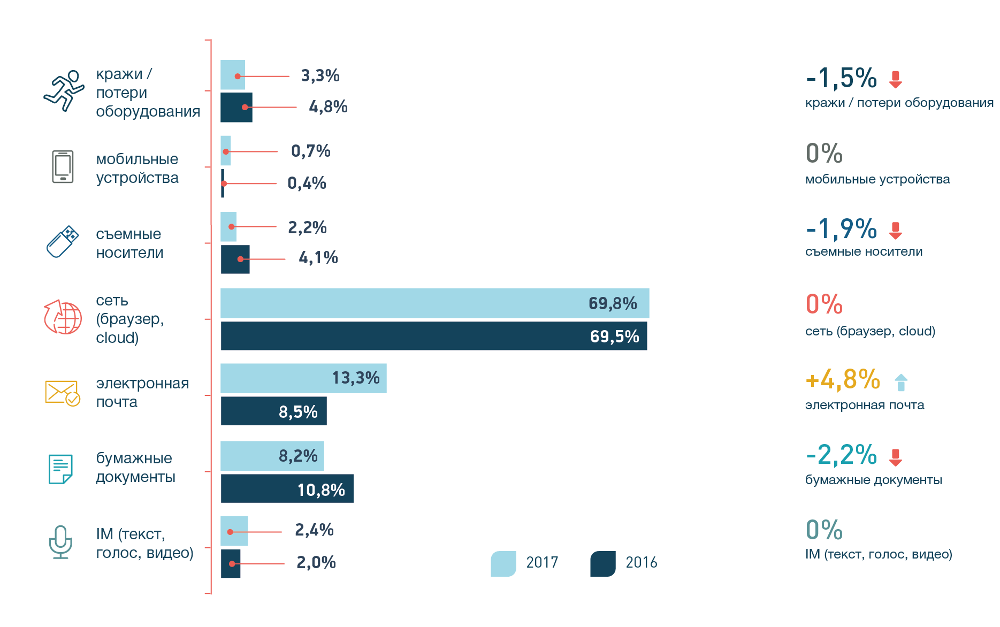 кражи /
потери
оборудования
3,3%
4,8%
-1,5%
кражи / потери оборудования
мобильные
устройства
0,7%
0,4%
0%
мобильные устройства
съемные
носители
2,2%
4,1%
-1,9%
съемные носители
сеть
(браузер,
cloud)
69,8%
69,5%
0%
сеть (браузер, cloud)
электронная
почта
13,3%
8,5%
+4,8%
электронная почта
бумажные
документы
8,2%
10,8%
-2,2%
бумажные документы
IM (текст,
голос, видео)
2,4%
2,0%
0%
IM (текст, голос, видео)
2017
2016